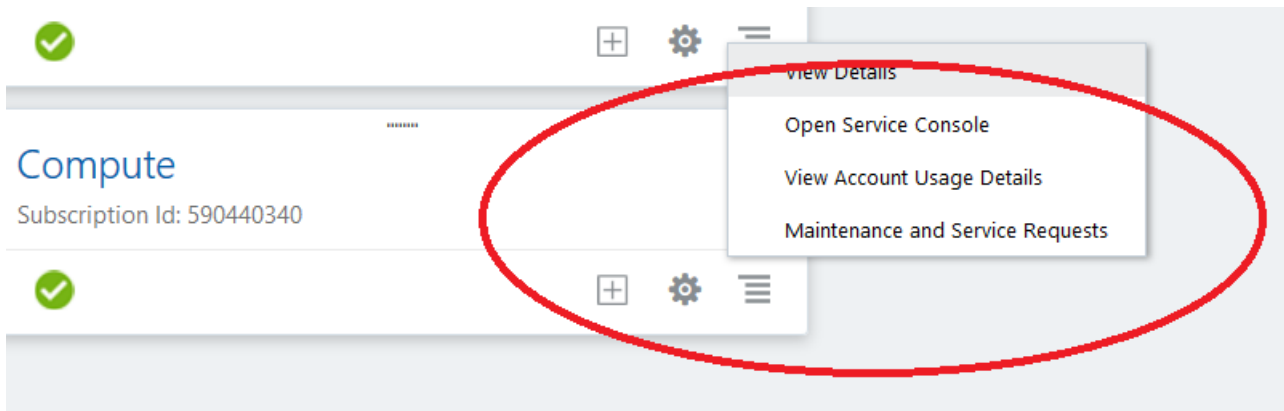 View Details
Open Service Console
Compute
View Account Usage Details
Subscription Id: 590440340
Maintenance and Service Requests